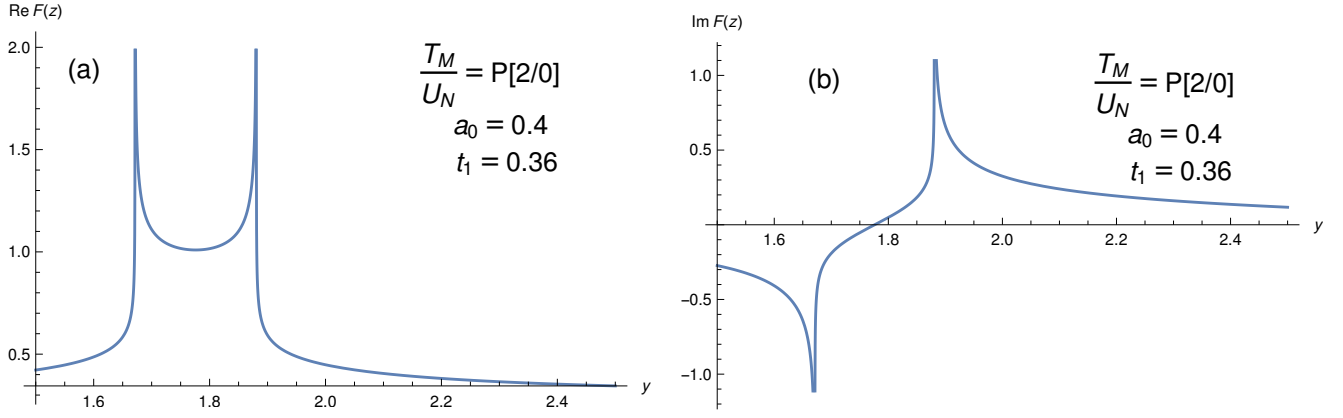 Re F(z)
2.0
1.5
1.0
0.5
1.6 1.8 2.0 2.2 2.4
y
(a)
T_M
U_N
= P[2/0]
a_0 = 0.4
t_1 = 0.36
Im F(z)
1.0
0.5
−0.5
−1.0
1.6 1.8 2.0 2.2 2.4
y
(b)
T_M
U_N
= P[2/0]
a_0 = 0.4
t_1 = 0.36